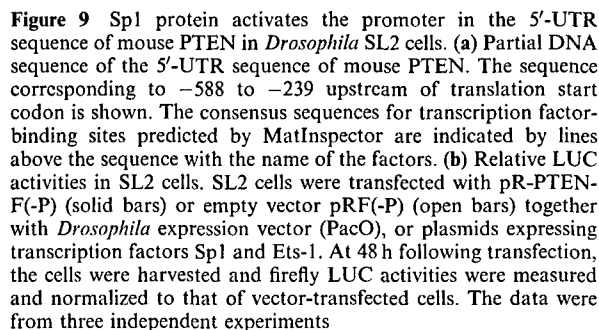 Figure 9 Sp1 protein activates the promoter in the 5′-UTR
sequence of mouse PTEN in Drosophila SL2 cells. (a) Partial DNA
sequence of the 5′-UTR sequence of mouse PTEN. The sequence
corresponding to −588 to −239 upstream of translation start
codon is shown. The consensus sequences for transcription factor-
binding sites predicted by MatInspector are indicated by lines
above the sequence with the name of the factors. (b) Relative LUC
activities in SL2 cells. SL2 cells were transfected with pR-PTEN-
F(-P) (solid bars) or empty vector pRF(-P) (open bars) together
with Drosophila expression vector (PacO), or plasmids expressing
transcription factors Sp1 and Ets-1. At 48 h following transfection,
the cells were harvested and firefly LUC activities were measured
and normalized to that of vector-transfected cells. The data were
from three independent experiments